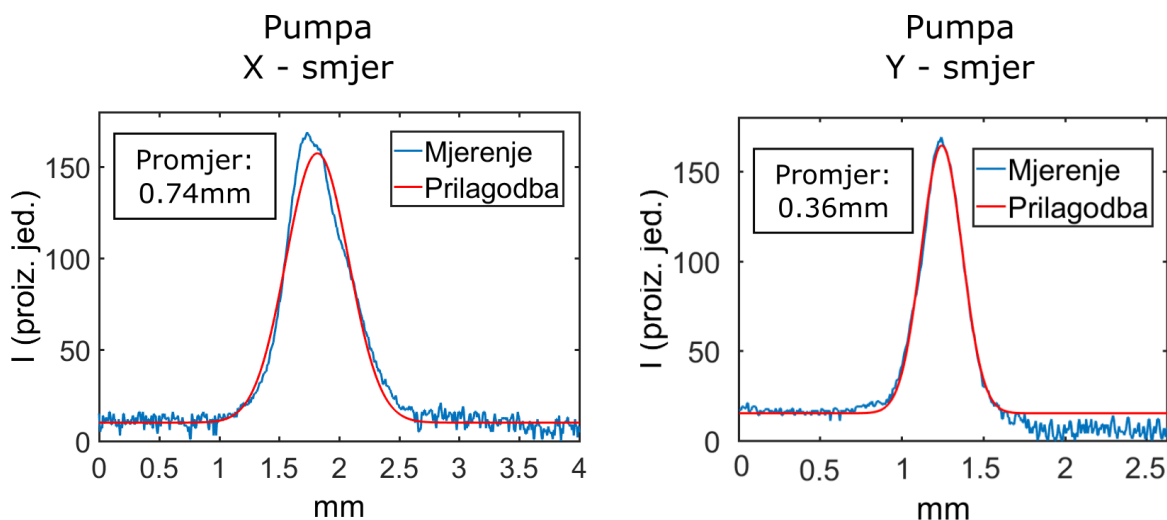 Pumpa
X - smjer
Promjer:
0.74mm
Mjerenje
Prilagodba
I (proiz. jed.)
150
100
50
0
0 0.5 1 1.5 2 2.5 3 3.5 4
mm
Pumpa
Y - smjer
Promjer:
0.36mm
Mjerenje
Prilagodba
I (proiz. jed.)
150
100
50
0
0 0.5 1 1.5 2 2.5
mm